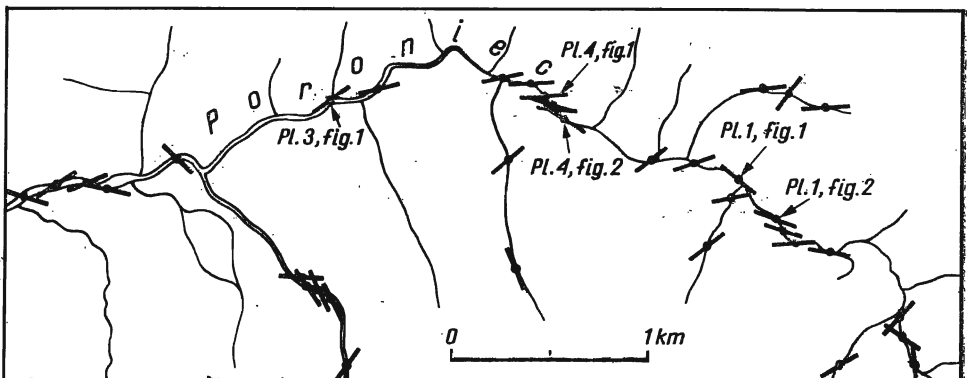 Poroniec
Pl.4, fig.1
Pl.3, fig.1
Pl.4, fig.2
Pl.1, fig.1
Pl.1, fig.2
0 1km